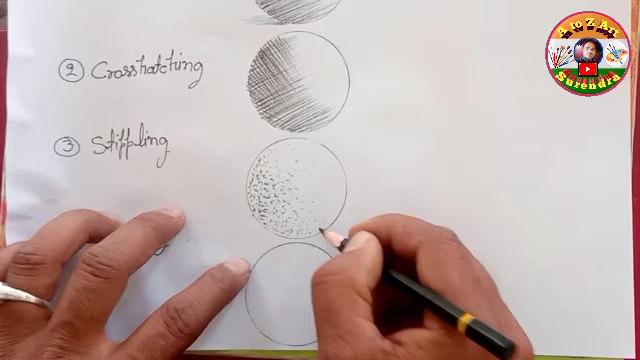 ② Crosshatching
③ Stippling
A to Z Art
Surendra